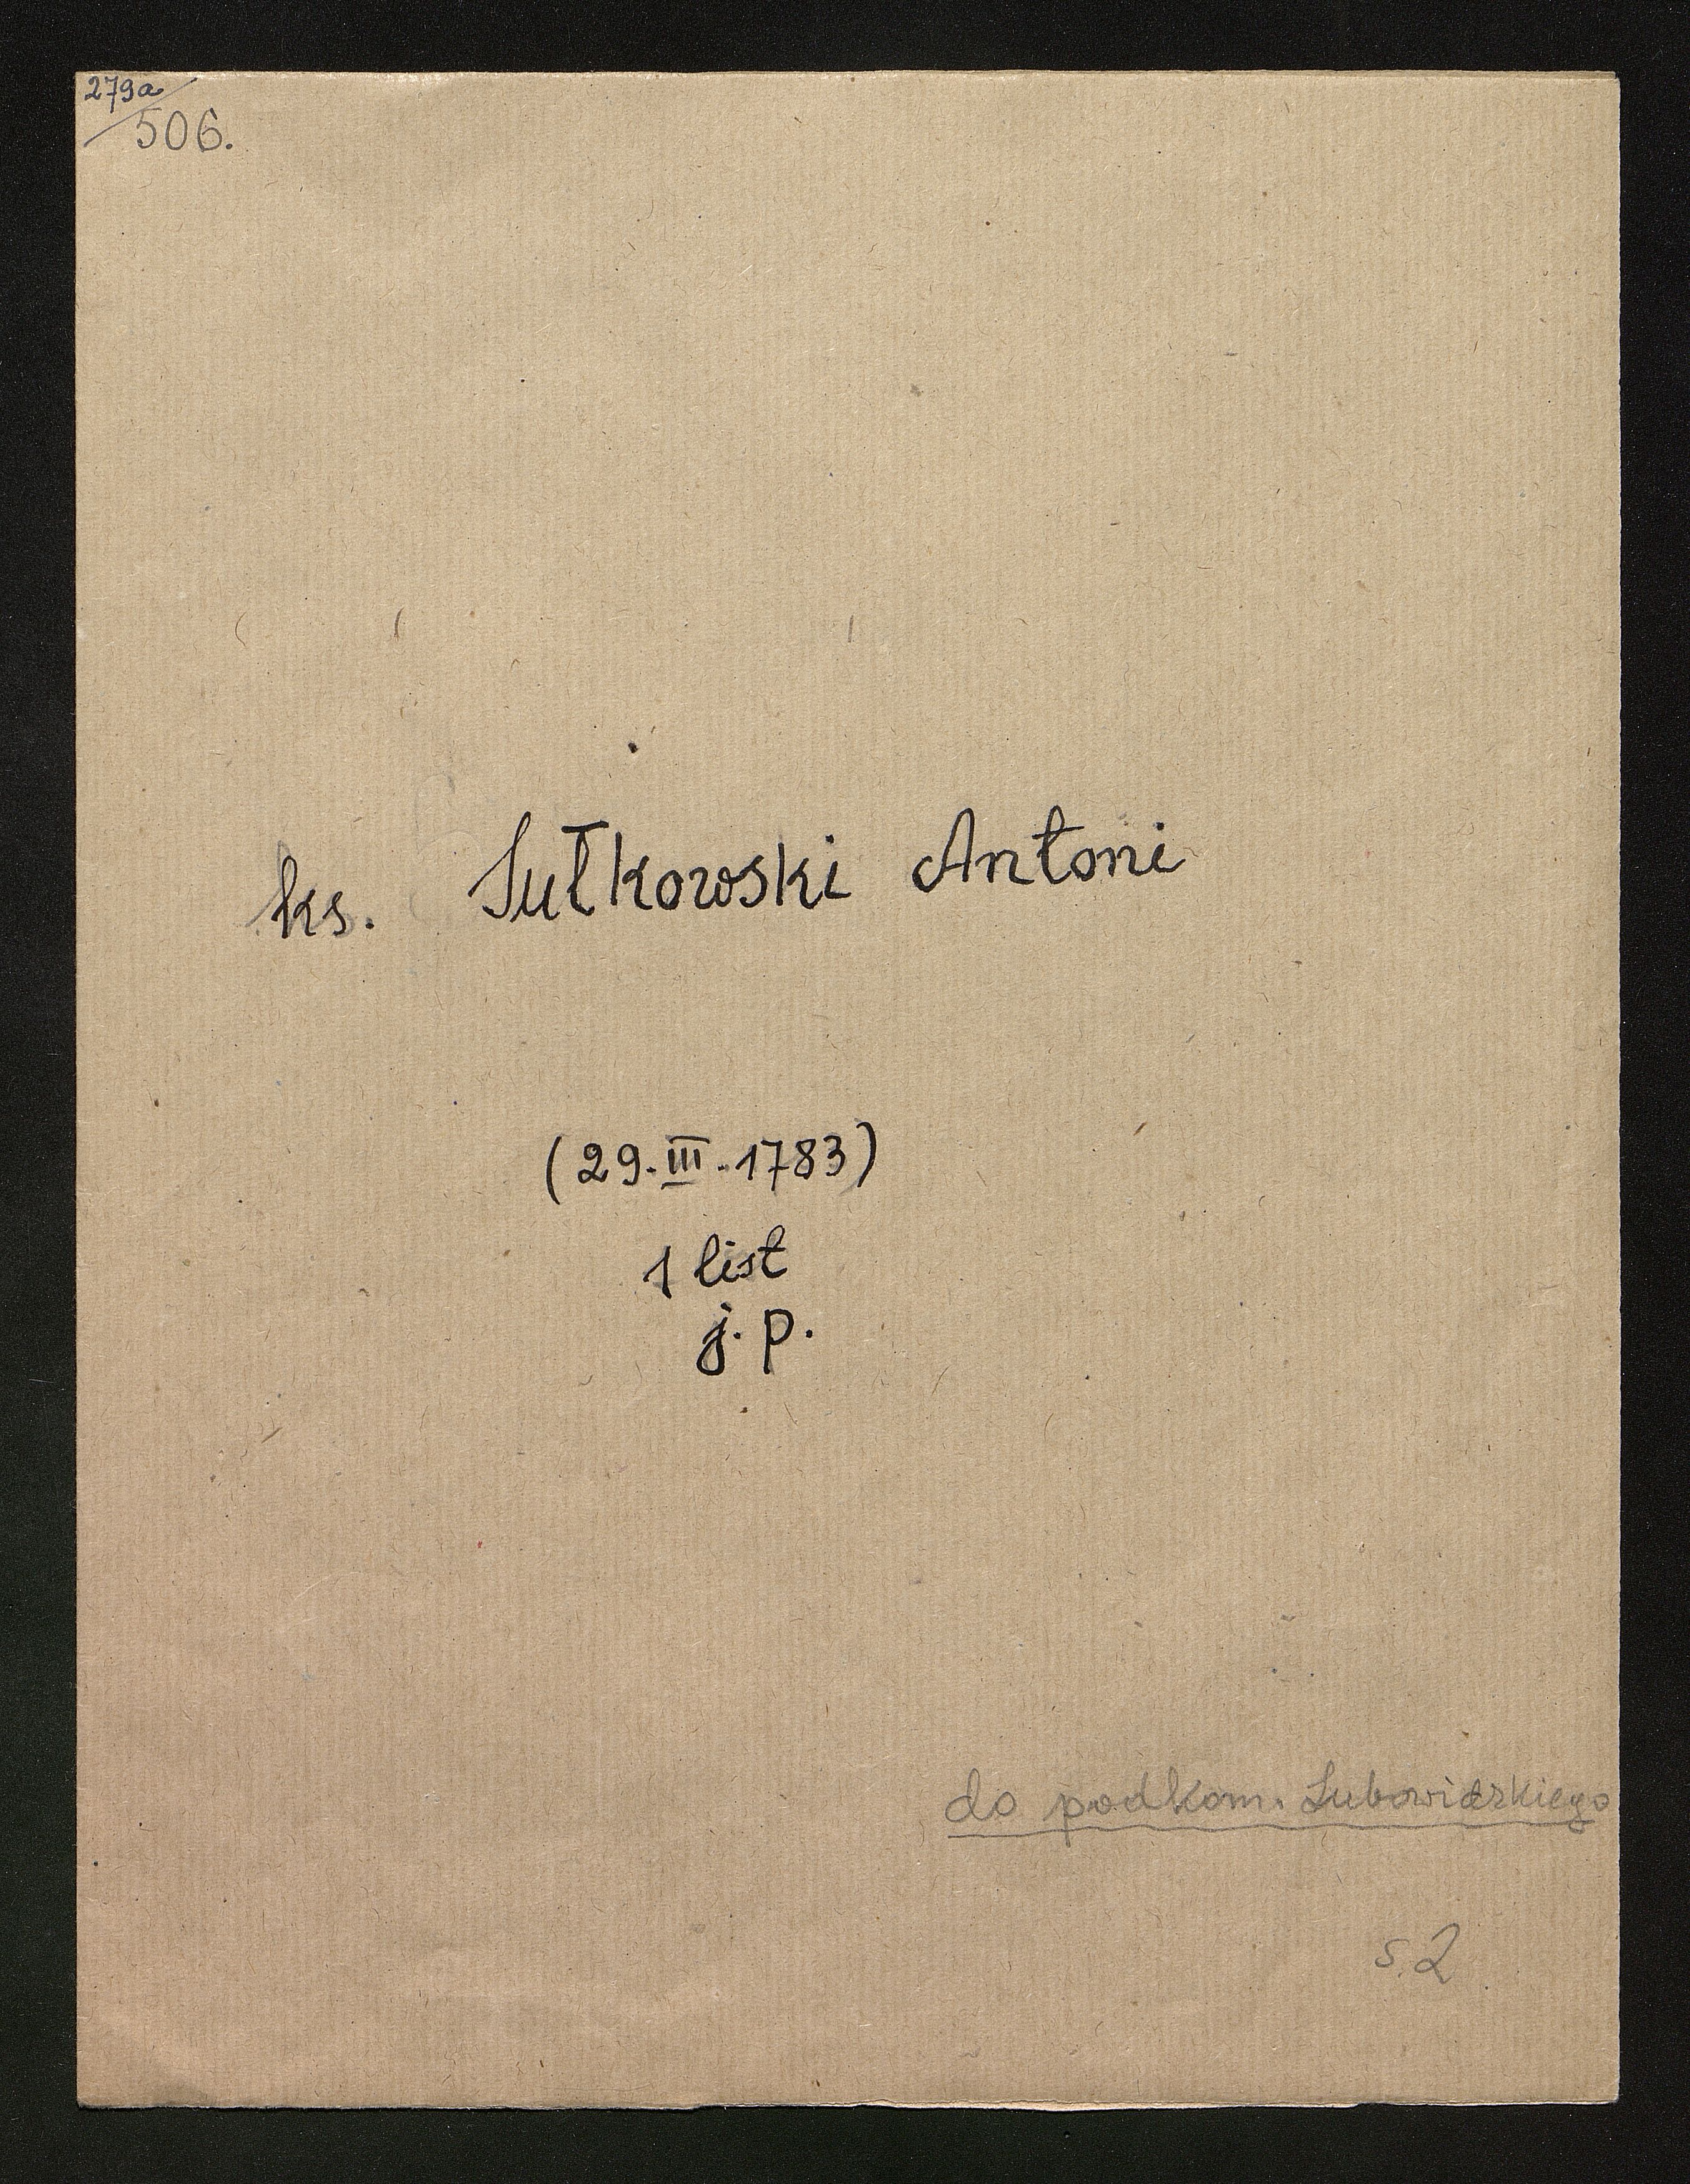 279a
506.
ks. Sułkowski Antoni
(29.III.1783)
1 list
j. p.
do podkom. Lubowidzkiego
s. 2